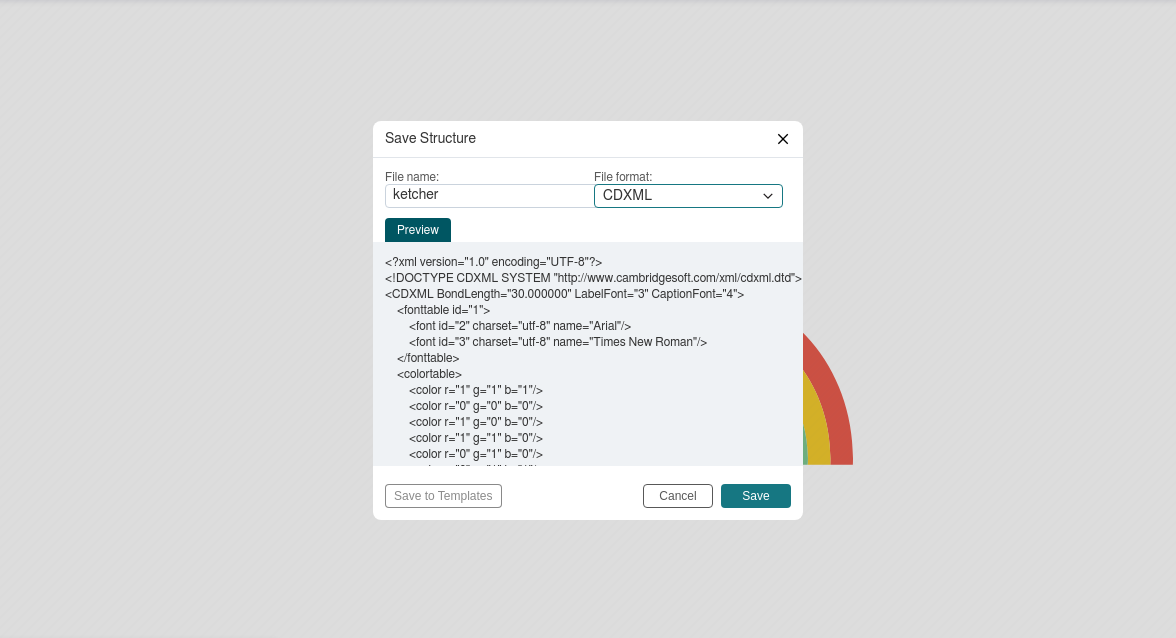 Save Structure
File name:
File format:
ketcher
CDXML
Preview
<?xml version="1.0" encoding="UTF-8"?>
<!DOCTYPE CDXML SYSTEM "http://www.cambridgesoft.com/xml/cdxml.dtd">
<CDXML BondLength="30.000000" LabelFont="3" CaptionFont="4">
<fonttable id="1">
<font id="2" charset="utf-8" name="Arial"/>
<font id="3" charset="utf-8" name="Times New Roman"/>
</fonttable>
<colortable>
<color r="1" g="1" b="1"/>
<color r="0" g="0" b="0"/>
<color r="1" g="0" b="0"/>
<color r="1" g="1" b="0"/>
<color r="0" g="1" b="0"/>
Save to Templates
Cancel
Save